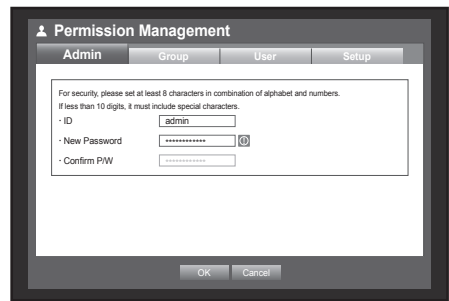 Permission Management
Admin Group User Setup
For security, please set at least 8 characters in combination of alphabet and numbers.
If less than 10 digits, it must include special characters.
· ID admin
· New Password ************
· Confirm P/W ************
OK Cancel